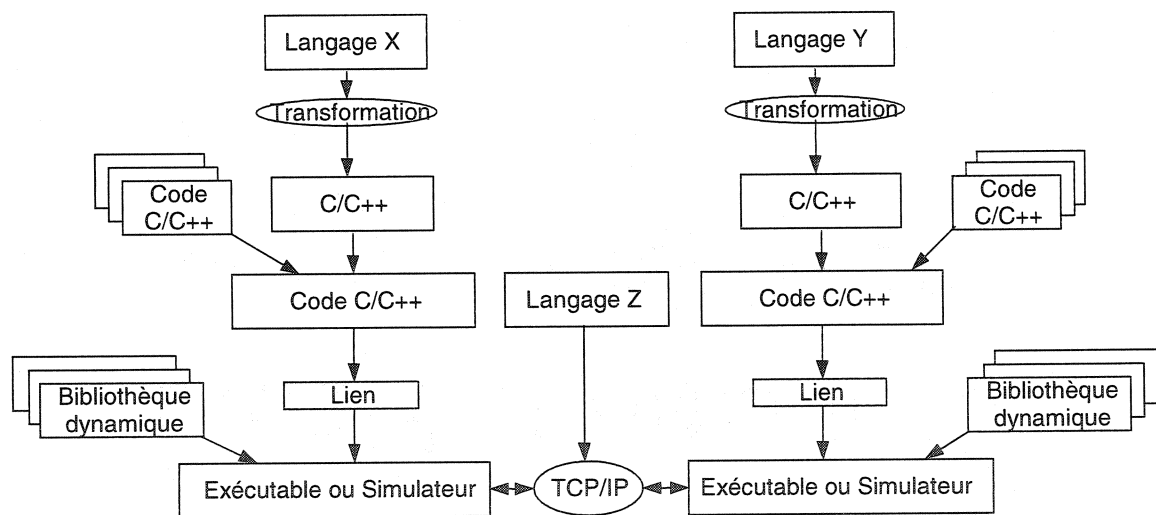 Langage X
Langage Y
Transformation
Transformation
Code
C/C++
C/C++
C/C++
Code
C/C++
Code C/C++
Langage Z
Code C/C++
Bibliothèque
dynamique
Lien
Lien
Bibliothèque
dynamique
Exécutable ou Simulateur
TCP/IP
Exécutable ou Simulateur